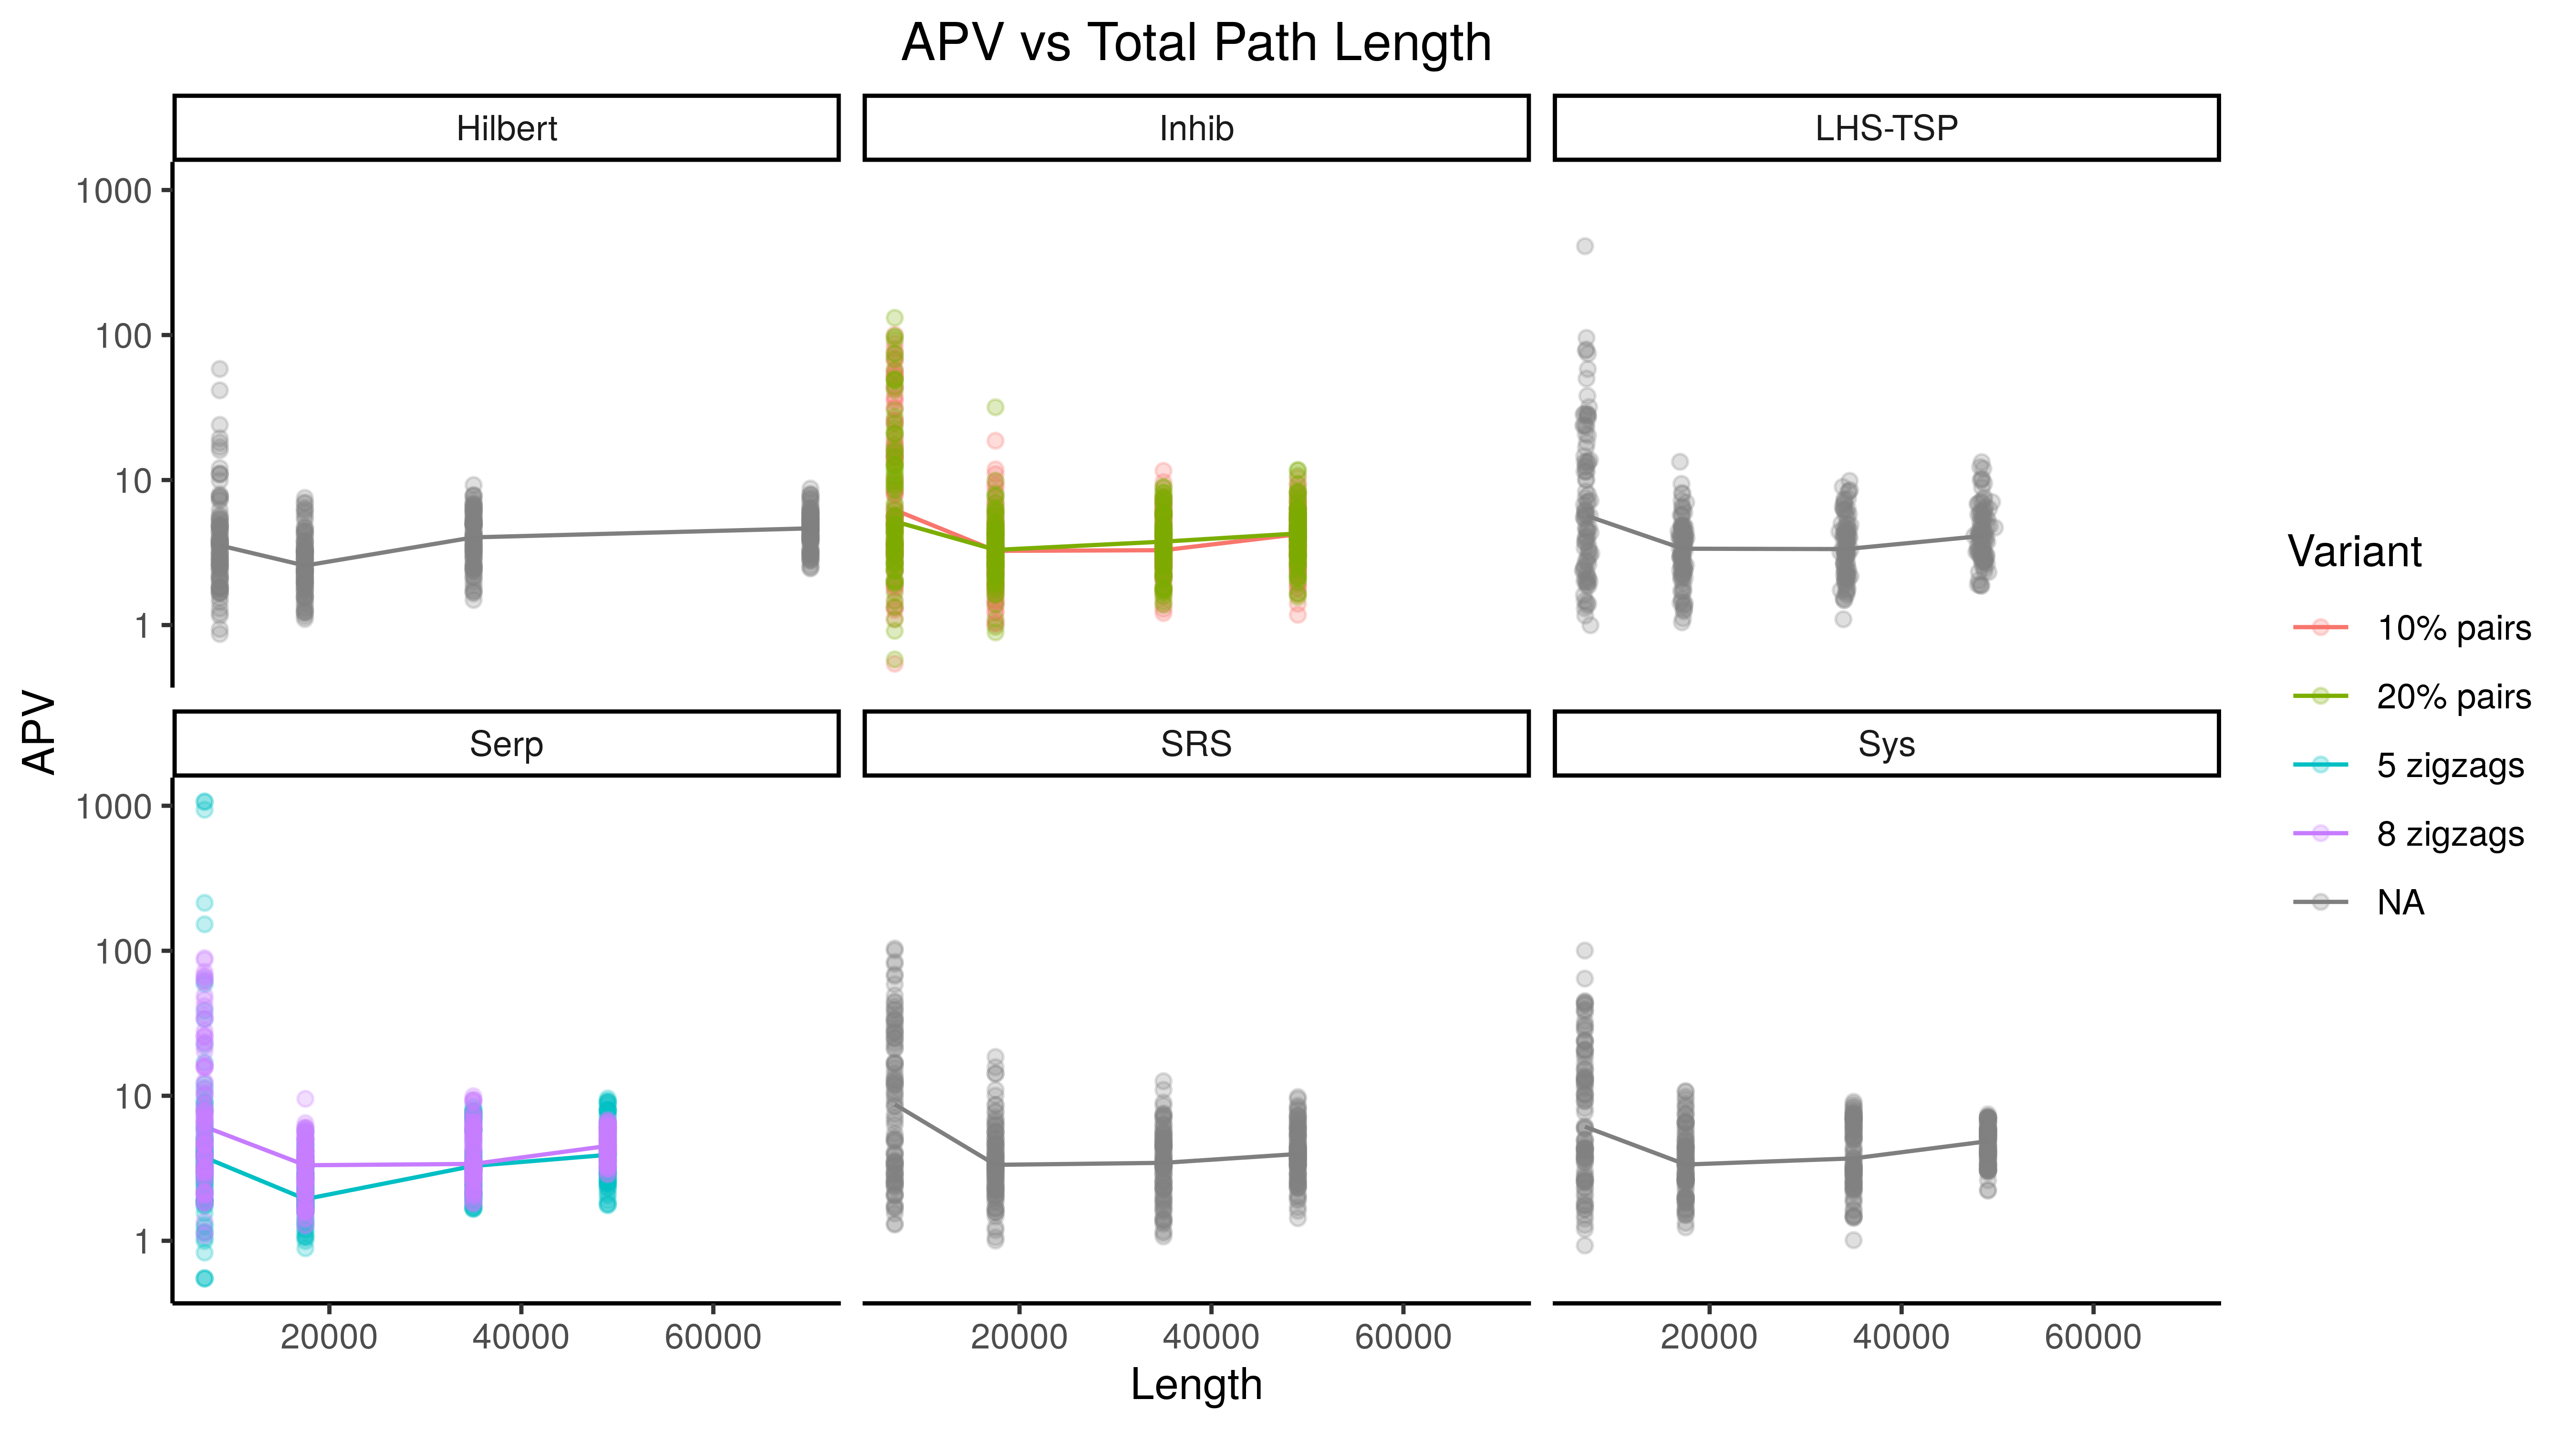 APV vs Total Path Length
Hilbert
Inhib
LHS-TSP
1000
100
10
1
Serp
SRS
Sys
1000
100
10
1
APV
20000
40000
60000
20000
40000
60000
20000
40000
60000
Length
Variant
10% pairs
20% pairs
5 zigzags
8 zigzags
NA